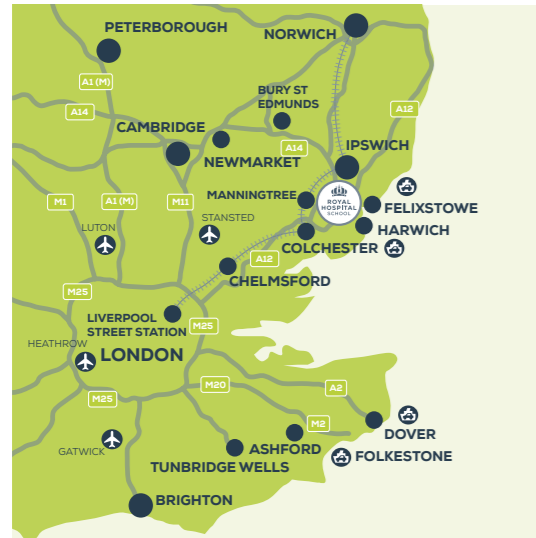 PETERBOROUGH
NORWICH
A1 (M)
BURY ST
EDMUNDS
A14
A12
CAMBRIDGE
IPSWICH
A14
NEWMARKET
MANNINGTREE
ROYAL
HOSPITAL
SCHOOL
M1
A1 (M)
M11
FELIXSTOWE
STANSTED
LUTON
HARWICH
COLCHESTER
A12
CHELMSFORD
M25
LIVERPOOL
STREET STATION
M25
HEATHROW
LONDON
M20
A2
M25
M2
DOVER
GATWICK
ASHFORD
FOLKESTONE
TUNBRIDGE WELLS
BRIGHTON